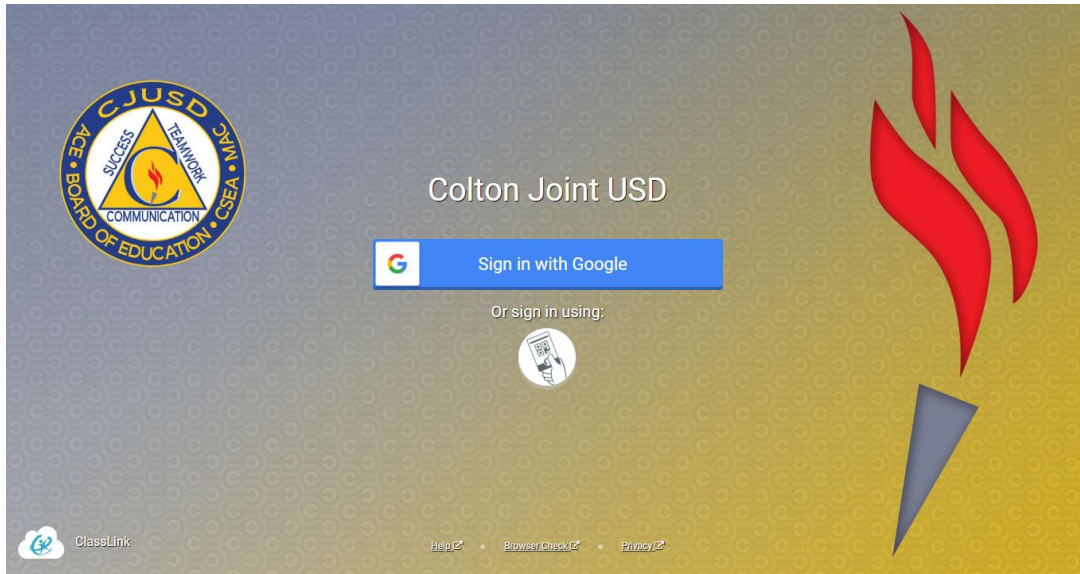 CJUSD
ACE • BOARD OF EDUCATION • CSEA • MAC
SUCCESS
TEAMWORK
C
COMMUNICATION
Colton Joint USD
G
Sign in with Google
Or sign in using:
ClassLink
Help • Browser Check • Privacy